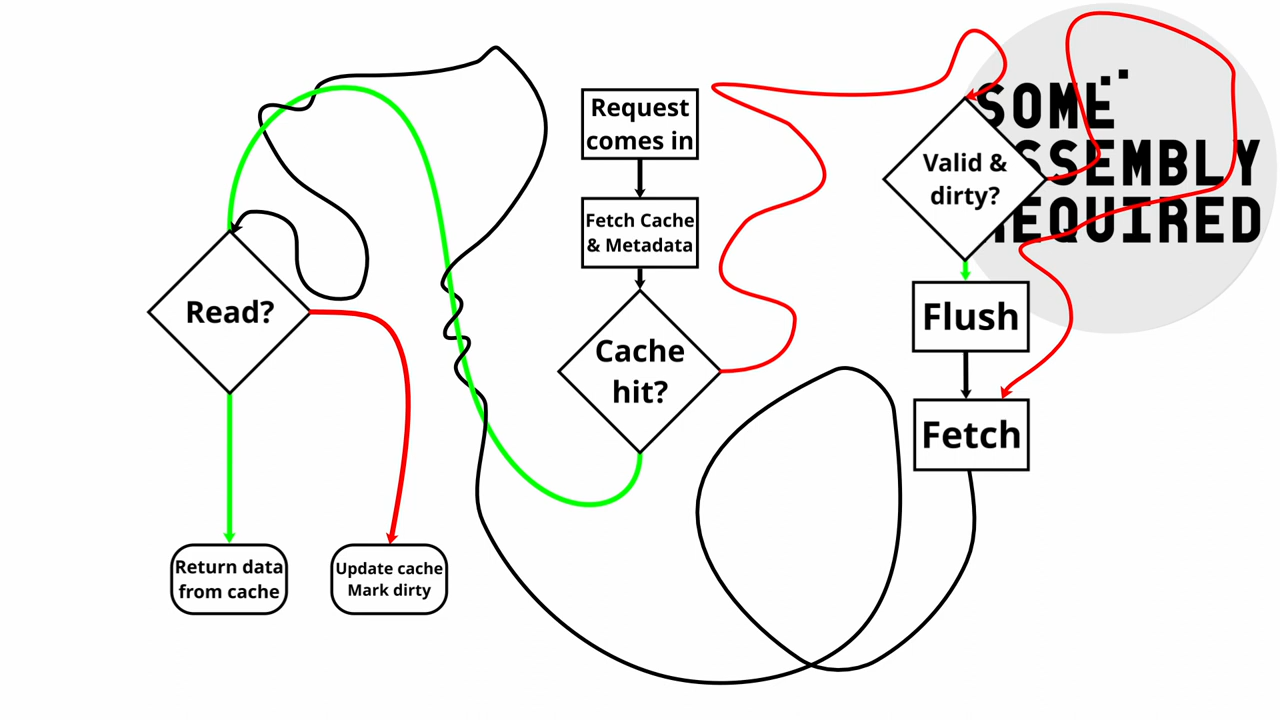 Request
comes in
Fetch Cache
& Metadata
Cache
hit?
Read?
Return data
from cache
Update cache
Mark dirty
Valid &
dirty?
Flush
Fetch
SOME
SSEMBLY
REQUIRED